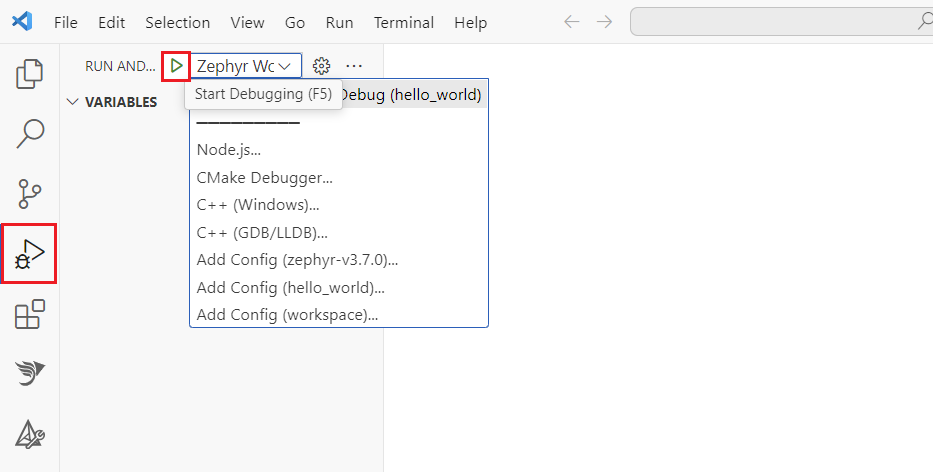 File Edit Selection View Go Run Terminal Help
RUN AND... Zephyr Wc
Start Debugging (F5) Debug (hello_world)
VARIABLES
Node.js...
CMake Debugger...
C++ (Windows)...
C++ (GDB/LLDB)...
Add Config (zephyr-v3.7.0)...
Add Config (hello_world)...
Add Config (workspace)...